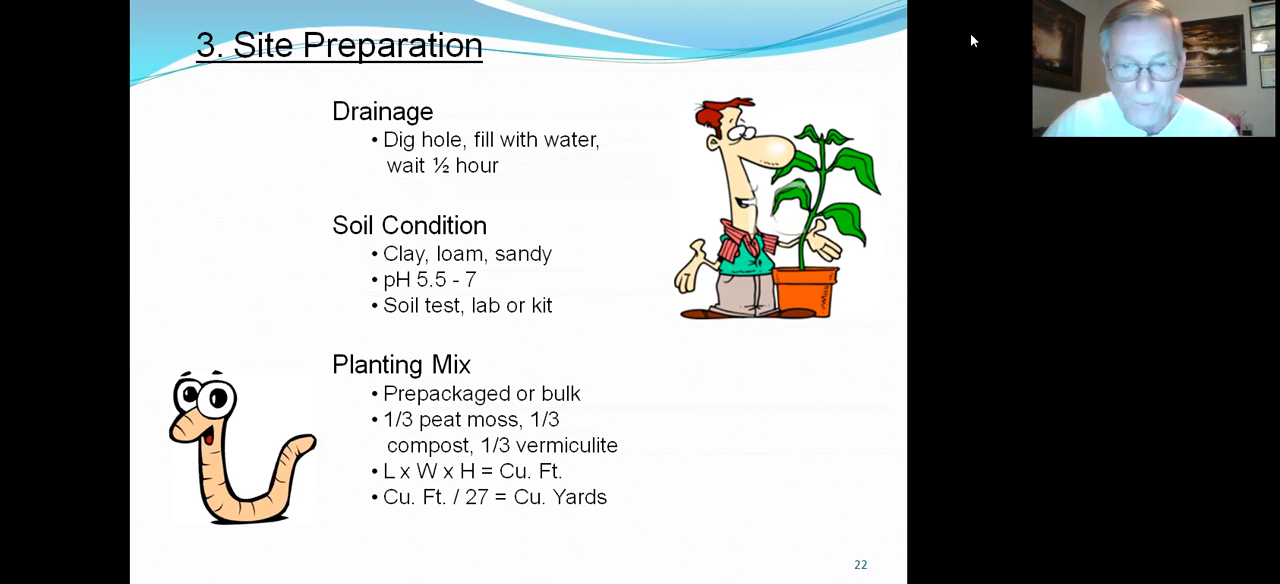 3. Site Preparation
Drainage
• Dig hole, fill with water,
wait ½ hour
Soil Condition
• Clay, loam, sandy
• pH 5.5 - 7
• Soil test, lab or kit
Planting Mix
• Prepackaged or bulk
• 1/3 peat moss, 1/3
compost, 1/3 vermiculite
• L x W x H = Cu. Ft.
• Cu. Ft. / 27 = Cu. Yards
22